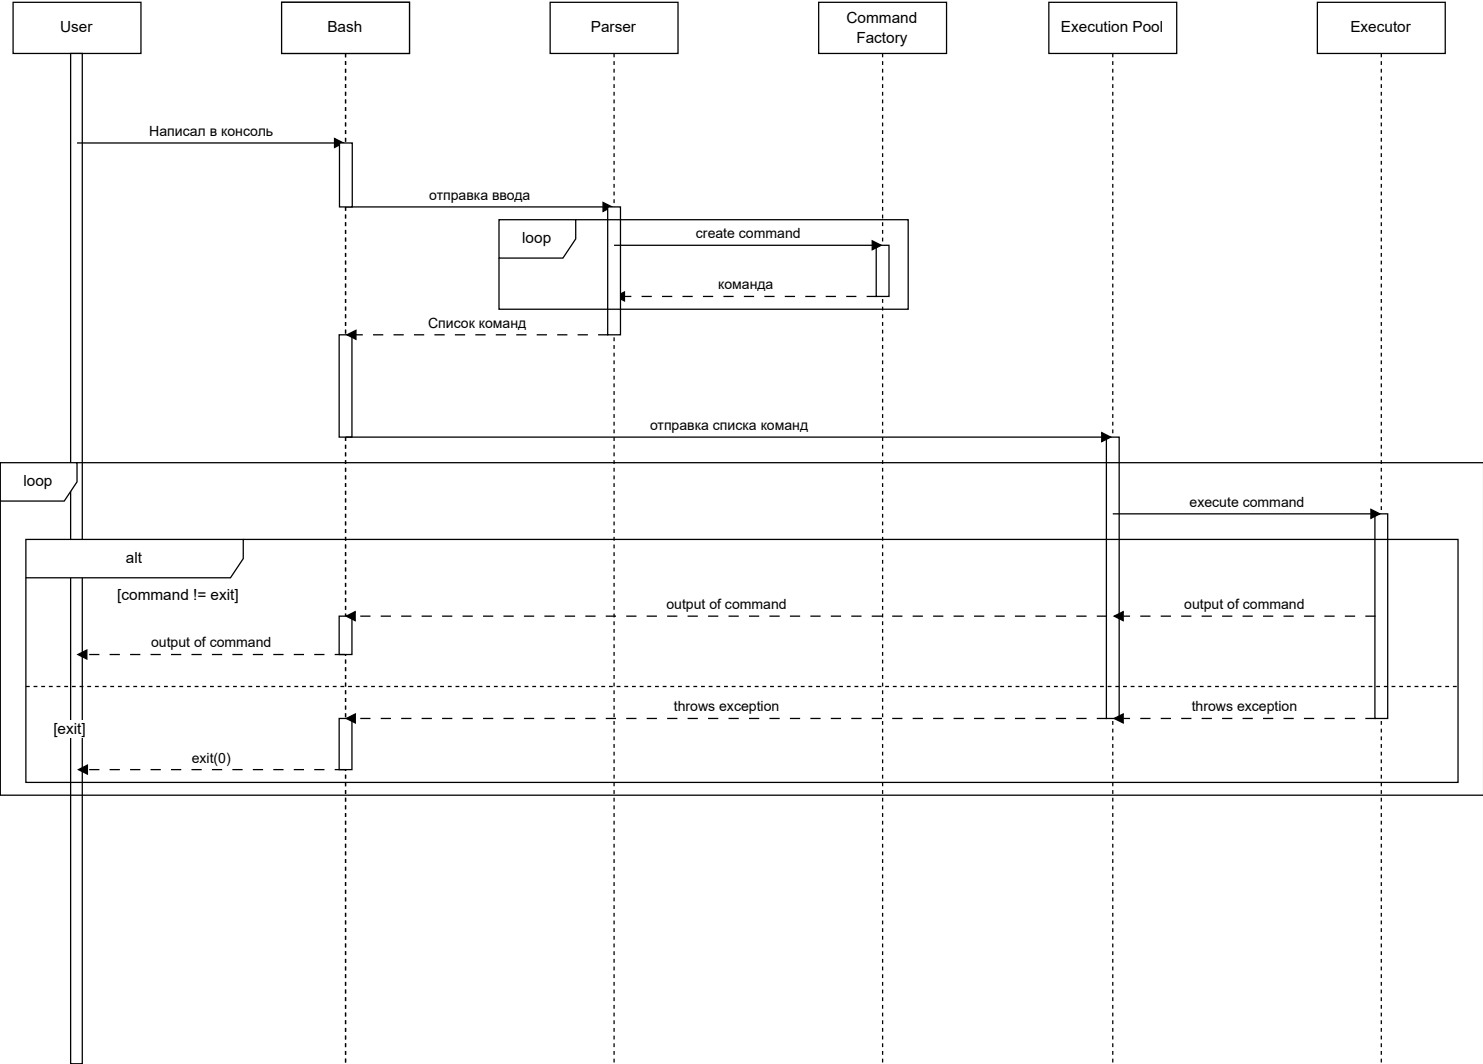 User
Bash
Parser
Command
Factory
Execution Pool
Executor
Написал в консоль
отправка ввода
loop
create command
команда
Список команд
отправка списка команд
loop
execute command
alt
[command != exit]
output of command
output of command
output of command
throws exception
throws exception
[exit]
exit(0)